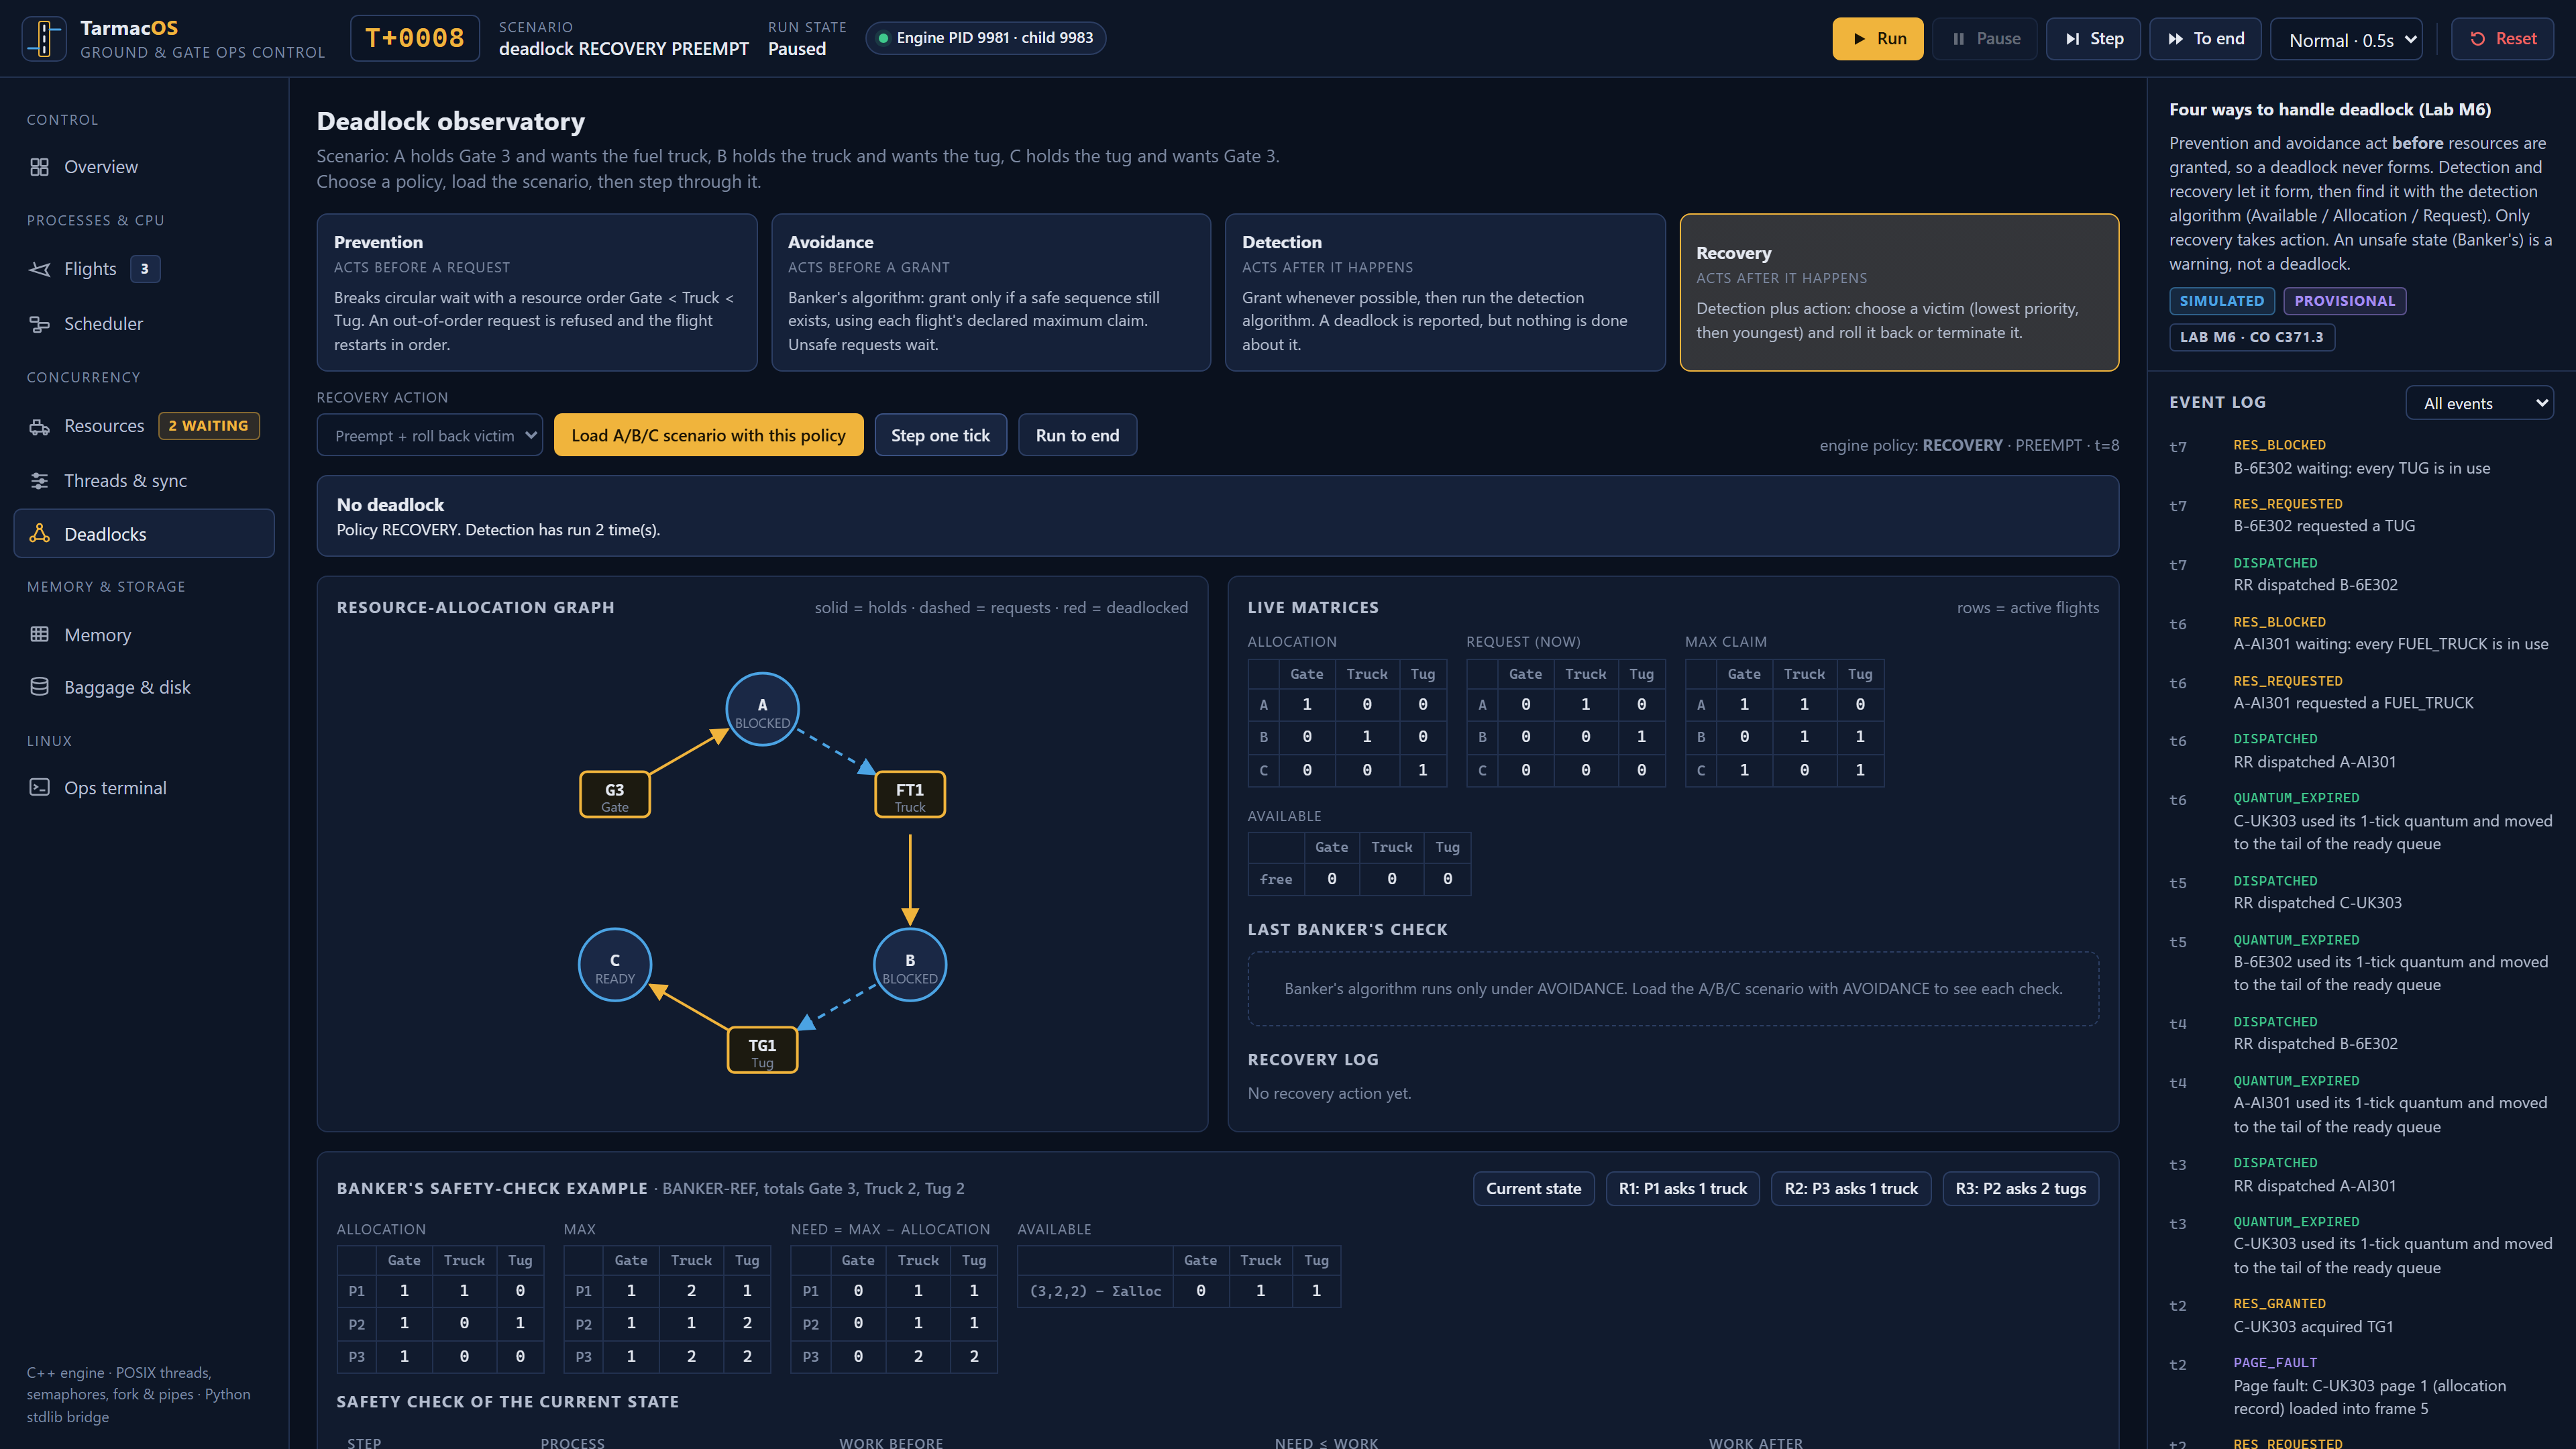 TarmacOS
GROUND & GATE OPS CONTROL
T+0008
SCENARIO
deadlock RECOVERY PREEMPT
RUN STATE
Paused
Engine PID 9981 · child 9983
Run
Pause
Step
To end
Normal · 0.5s
Reset
CONTROL
Overview
PROCESSES & CPU
Flights 3
Scheduler
CONCURRENCY
Resources 2 WAITING
Threads & sync
Deadlocks
MEMORY & STORAGE
Memory
Baggage & disk
LINUX
Ops terminal
C++ engine · POSIX threads,
semaphores, fork & pipes · Python
stdlib bridge
Deadlock observatory
Scenario: A holds Gate 3 and wants the fuel truck, B holds the truck and wants the tug, C holds the tug and wants Gate 3.
Choose a policy, load the scenario, then step through it.
Prevention
ACTS BEFORE A REQUEST
Breaks circular wait with a resource order Gate < Truck <
Tug. An out-of-order request is refused and the flight
restarts in order.
Avoidance
ACTS BEFORE A GRANT
Banker's algorithm: grant only if a safe sequence still
exists, using each flight's declared maximum claim.
Unsafe requests wait.
Detection
ACTS AFTER IT HAPPENS
Grant whenever possible, then run the detection
algorithm. A deadlock is reported, but nothing is done
about it.
Recovery
ACTS AFTER IT HAPPENS
Detection plus action: choose a victim (lowest priority,
then youngest) and roll it back or terminate it.
RECOVERY ACTION
Preempt + roll back victim
Load A/B/C scenario with this policy
Step one tick
Run to end
engine policy: RECOVERY · PREEMPT · t=8
No deadlock
Policy RECOVERY. Detection has run 2 time(s).
RESOURCE-ALLOCATION GRAPH
solid = holds · dashed = requests · red = deadlocked
A
BLOCKED
G3
Gate
FT1
Truck
C
READY
B
BLOCKED
TG1
Tug
LIVE MATRICES
rows = active flights
ALLOCATION
Gate Truck Tug
A 1 0 0
B 0 1 0
C 0 0 1
REQUEST (NOW)
Gate Truck Tug
A 0 1 0
B 0 0 1
C 0 0 0
MAX CLAIM
Gate Truck Tug
A 1 1 0
B 0 1 1
C 1 0 1
AVAILABLE
Gate Truck Tug
free 0 0 0
LAST BANKER'S CHECK
Banker's algorithm runs only under AVOIDANCE. Load the A/B/C scenario with AVOIDANCE to see each check.
RECOVERY LOG
No recovery action yet.
BANKER'S SAFETY-CHECK EXAMPLE · BANKER-REF, totals Gate 3, Truck 2, Tug 2
Current state
R1: P1 asks 1 truck
R2: P3 asks 1 truck
R3: P2 asks 2 tugs
ALLOCATION
Gate Truck Tug
P1 1 1 0
P2 1 0 1
P3 1 0 0
MAX
Gate Truck Tug
P1 1 2 1
P2 1 1 2
P3 1 2 2
NEED = MAX − ALLOCATION
Gate Truck Tug
P1 0 1 1
P2 0 1 1
P3 0 2 2
AVAILABLE
Gate Truck Tug
(3,2,2) − Σalloc 0 1 1
SAFETY CHECK OF THE CURRENT STATE
STEP PROCESS WORK BEFORE NEED ≤ WORK WORK AFTER
Four ways to handle deadlock (Lab M6)
Prevention and avoidance act before resources are
granted, so a deadlock never forms. Detection and
recovery let it form, then find it with the detection
algorithm (Available / Allocation / Request). Only
recovery takes action. An unsafe state (Banker's) is a
warning, not a deadlock.
SIMULATED
PROVISIONAL
LAB M6 · CO C371.3
EVENT LOG
All events
t7 RES_BLOCKED
B-6E302 waiting: every TUG is in use
t7 RES_REQUESTED
B-6E302 requested a TUG
t7 DISPATCHED
RR dispatched B-6E302
t6 RES_BLOCKED
A-AI301 waiting: every FUEL_TRUCK is in use
t6 RES_REQUESTED
A-AI301 requested a FUEL_TRUCK
t6 DISPATCHED
RR dispatched A-AI301
t6 QUANTUM_EXPIRED
C-UK303 used its 1-tick quantum and moved
to the tail of the ready queue
t5 DISPATCHED
RR dispatched C-UK303
t5 QUANTUM_EXPIRED
B-6E302 used its 1-tick quantum and moved
to the tail of the ready queue
t4 DISPATCHED
RR dispatched B-6E302
t4 QUANTUM_EXPIRED
A-AI301 used its 1-tick quantum and moved
to the tail of the ready queue
t3 DISPATCHED
RR dispatched A-AI301
t3 QUANTUM_EXPIRED
C-UK303 used its 1-tick quantum and moved
to the tail of the ready queue
t2 RES_GRANTED
C-UK303 acquired TG1
t2 PAGE_FAULT
Page fault: C-UK303 page 1 (allocation
record) loaded into frame 5
t2 RES_REQUESTED